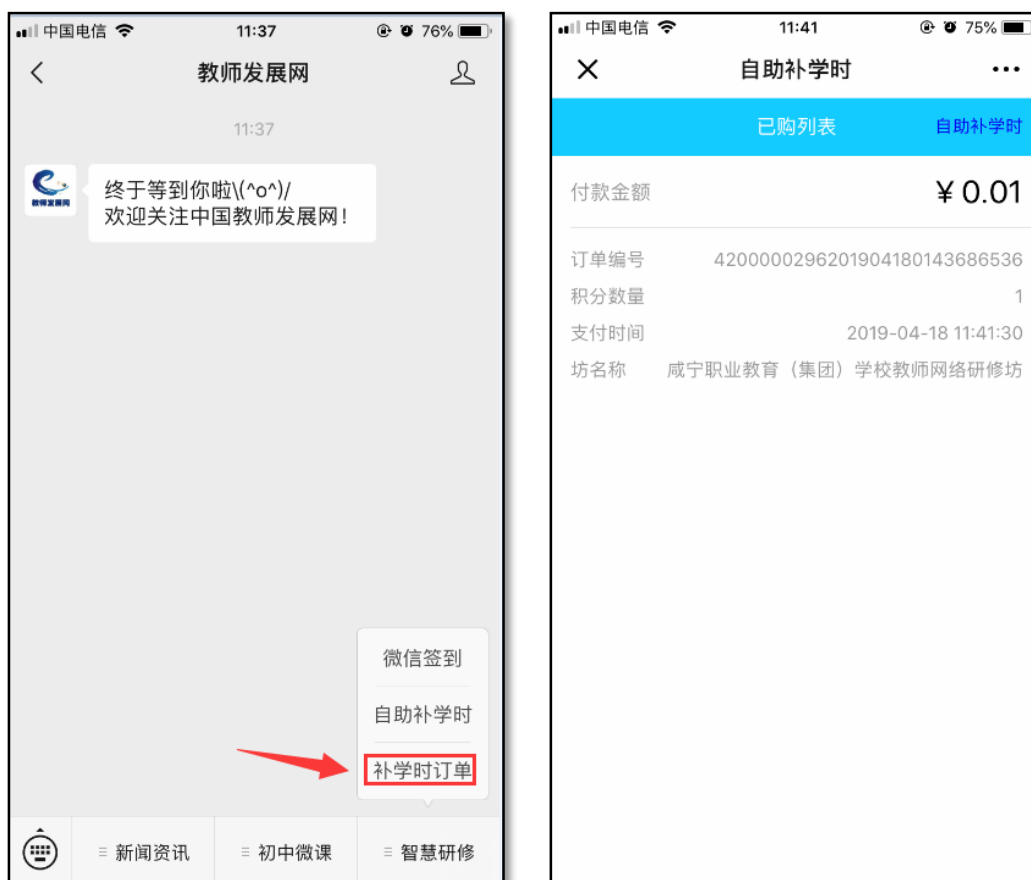 中国电信
11:37
76%
教师发展网
11:37
教师发展网
终于等到你啦\(^o^)/
欢迎关注中国教师发展网!
微信签到
自助补学时
补学时订单
新闻资讯
初中微课
智慧研修
中国电信
11:41
75%
自助补学时
已购列表
自助补学时
付款金额
¥ 0.01
订单编号
4200000296201904180143686536
积分数量
1
支付时间
2019-04-18 11:41:30
坊名称
咸宁职业教育（集团）学校教师网络研修坊